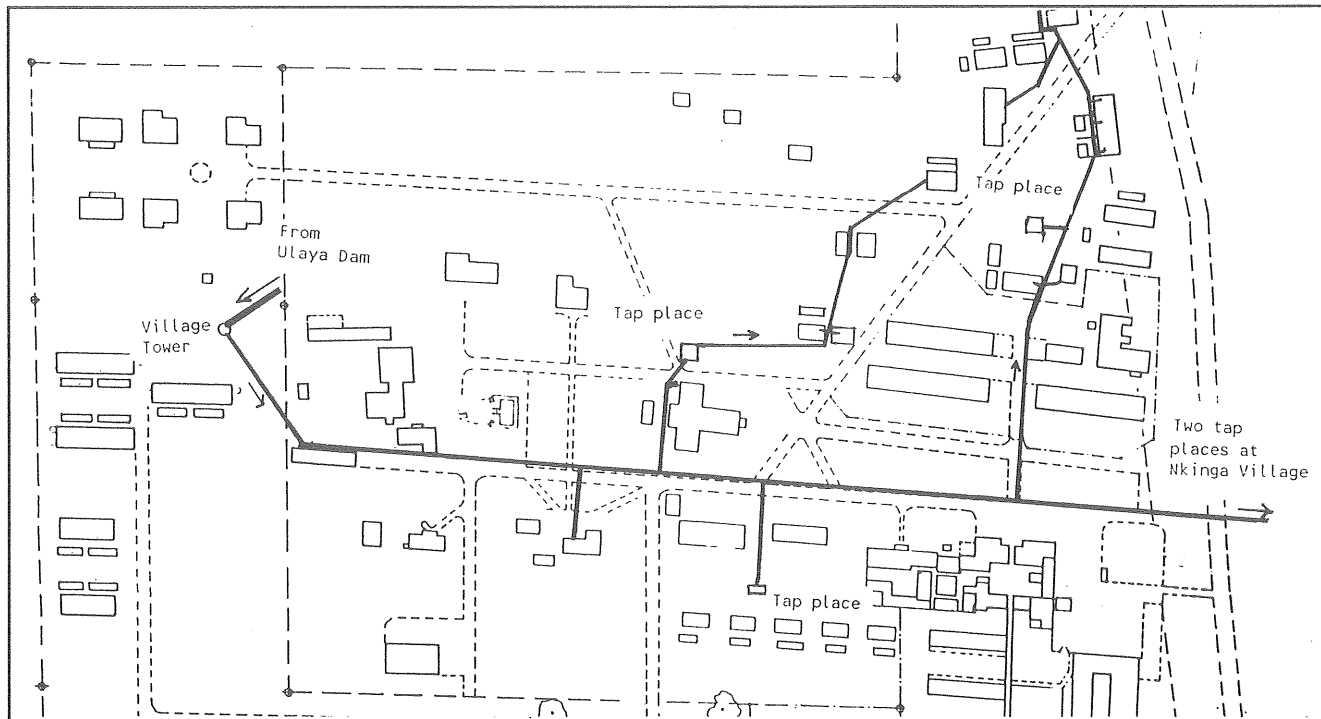 Tap place
From
Ulaya Dam
Tap place
Village
Tower
Two tap
places at
Nkinga Village
Tap place